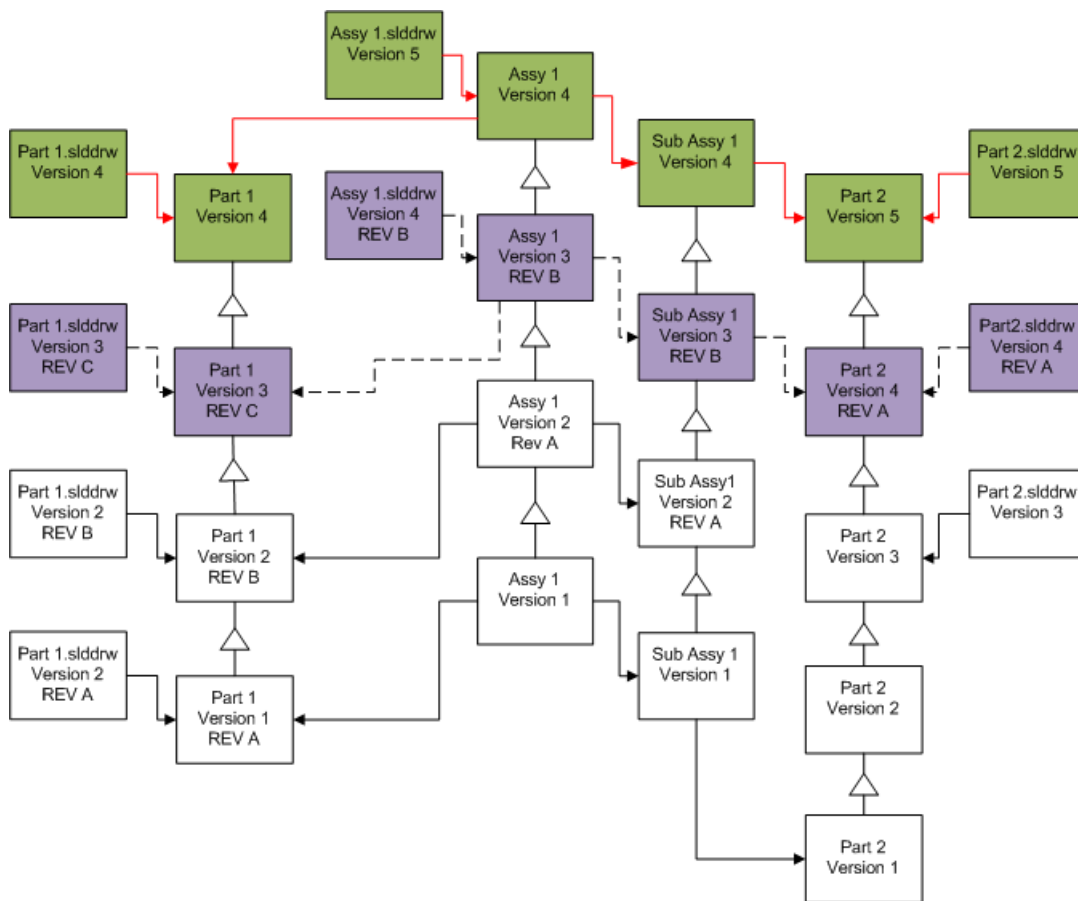 Assy 1.slddrw
Version 5
Assy 1
Version 4
Part 1.slddrw
Version 4
Sub Assy 1
Version 4
Part 2.slddrw
Version 5
Part 1
Version 4
Assy 1.slddrw
Version 4
REV B
Part 2
Version 5
Assy 1
Version 3
REV B
Part 1.slddrw
Version 3
REV C
Sub Assy 1
Version 3
REV B
Part2.slddrw
Version 4
REV A
Part 1
Version 3
REV C
Part 2
Version 4
REV A
Assy 1
Version 2
Rev A
Part 1.slddrw
Version 2
REV B
Sub Assy1
Version 2
REV A
Part 2.slddrw
Version 3
Part 1
Version 2
REV B
Part 2
Version 3
Assy 1
Version 1
Part 1.slddrw
Version 2
REV A
Sub Assy 1
Version 1
Part 1
Version 1
REV A
Part 2
Version 2
Part 2
Version 1